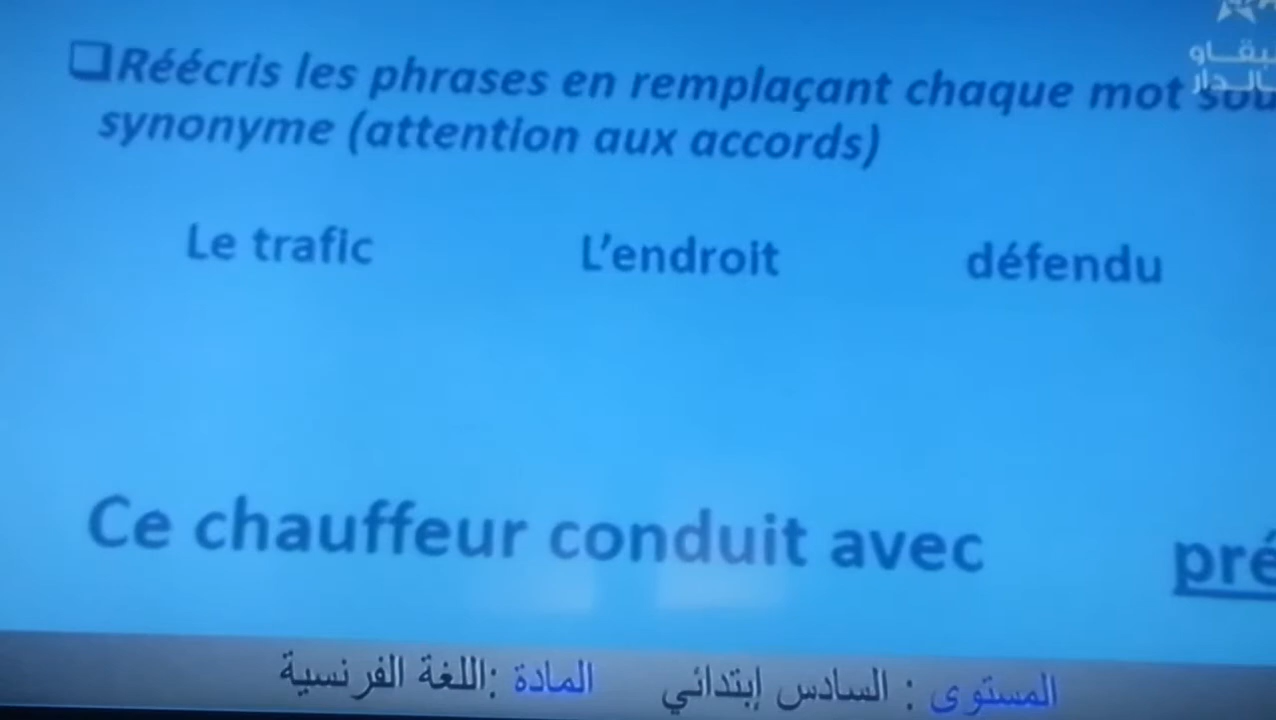 ❑Réécris les phrases en remplaçant chaque mot
synonyme (attention aux accords)
Le trafic L'endroit défendu
Ce chauffeur conduit avec pré
المستوى : السادس إبتدائي المادة :اللغة الفرنسية